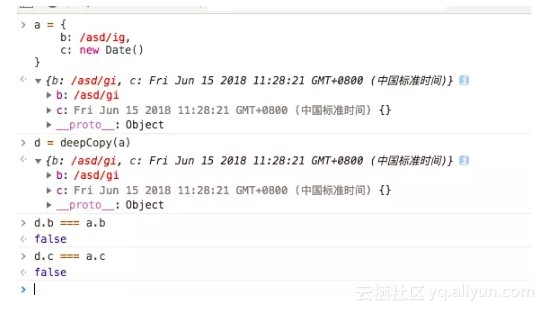 > a = {
b: /asd/ig,
c: new Date()
}
{b: /asd/gi, c: Fri Jun 15 2018 11:28:21 GMT+0800 (中国标准时间)}
b: /asd/gi
c: Fri Jun 15 2018 11:28:21 GMT+0800 (中国标准时间) {}
__proto__: Object
> d = deepCopy(a)
{b: /asd/gi, c: Fri Jun 15 2018 11:28:21 GMT+0800 (中国标准时间)}
b: /asd/gi
c: Fri Jun 15 2018 11:28:21 GMT+0800 (中国标准时间) {}
__proto__: Object
> d.b === a.b
false
> d.c === a.c
false
>
云栖社区 yq.aliyun.com